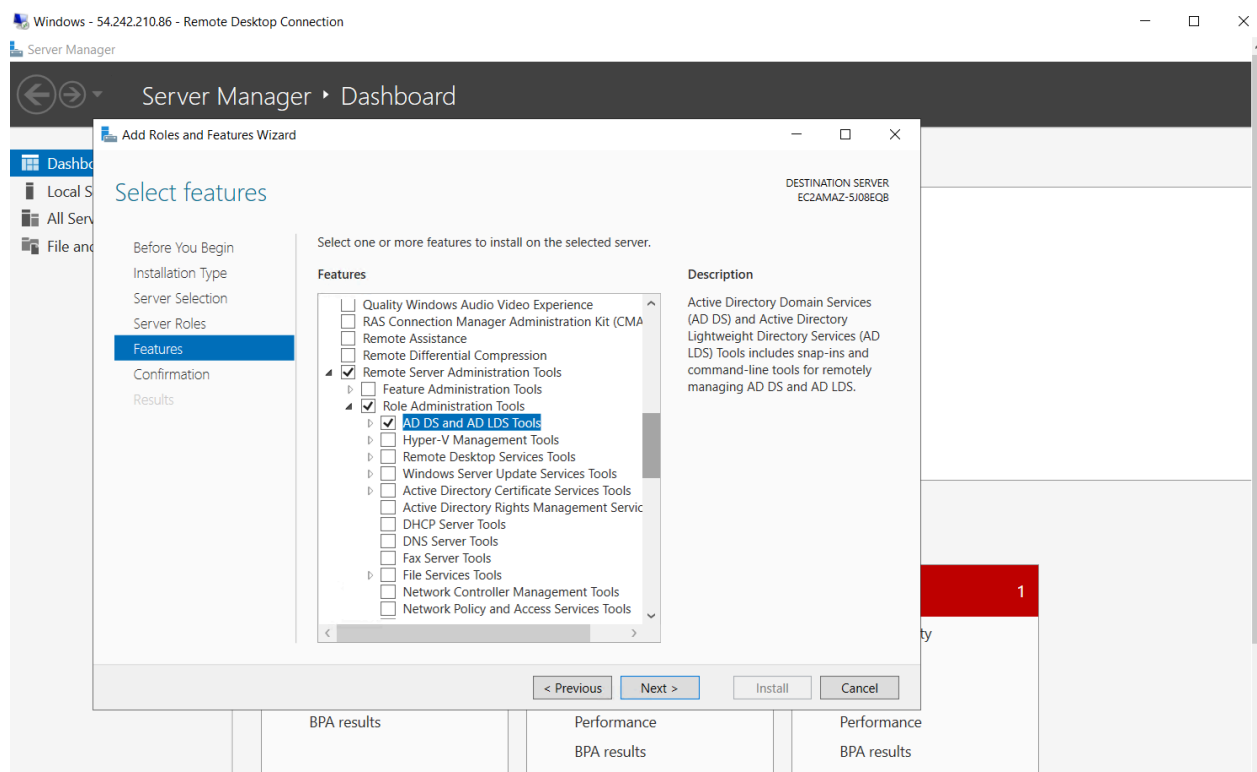 Windows - 54.242.210.86 - Remote Desktop Connection
Server Manager
Server Manager ‣ Dashboard
Add Roles and Features Wizard
Dashbo
Local S
All Serv
File and
Select features
DESTINATION SERVER
EC2AMAZ-5J08EQB
Before You Begin
Installation Type
Server Selection
Server Roles
Features
Confirmation
Results
Select one or more features to install on the selected server.
Features
Quality Windows Audio Video Experience
RAS Connection Manager Administration Kit (CMA
Remote Assistance
Remote Differential Compression
Remote Server Administration Tools
Feature Administration Tools
Role Administration Tools
AD DS and AD LDS Tools
Hyper-V Management Tools
Remote Desktop Services Tools
Windows Server Update Services Tools
Active Directory Certificate Services Tools
Active Directory Rights Management Servic
DHCP Server Tools
DNS Server Tools
Fax Server Tools
File Services Tools
Network Controller Management Tools
Network Policy and Access Services Tools
Description
Active Directory Domain Services
(AD DS) and Active Directory
Lightweight Directory Services (AD
LDS) Tools includes snap-ins and
command-line tools for remotely
managing AD DS and AD LDS.
1
ty
< Previous
Next >
Install
Cancel
BPA results
Performance
BPA results
Performance
BPA results